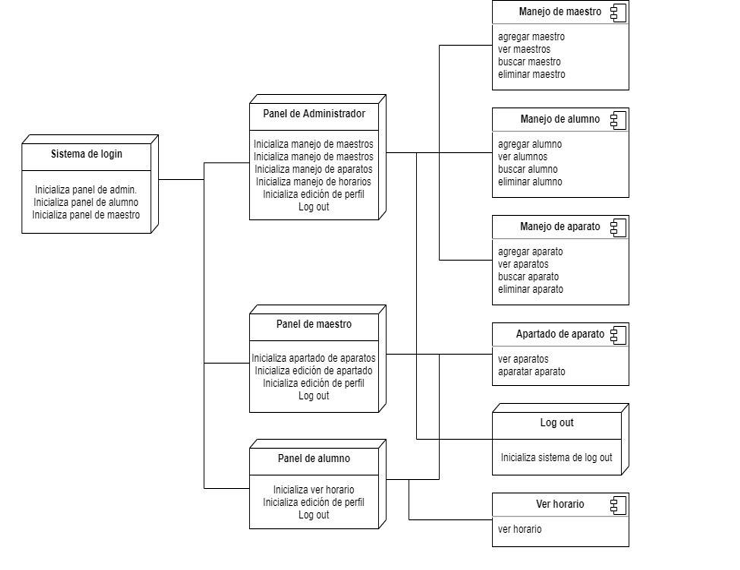 Sistema de login
Inicializa panel de admin.
Inicializa panel de alumno
Inicializa panel de maestro
Panel de Administrador
Inicializa manejo de maestros
Inicializa manejo de maestros
Inicializa manejo de aparatos
Inicializa manejo de horarios
Inicializa edición de perfil
Log out
Panel de maestro
Inicializa apartado de aparatos
Inicializa edición de apartado
Inicializa edición de perfil
Log out
Panel de alumno
Inicializa ver horario
Inicializa edición de perfil
Log out
Manejo de maestro
agregar maestro
ver maestros
buscar maestro
eliminar maestro
Manejo de alumno
agregar alumno
ver alumnos
buscar alumno
eliminar alumno
Manejo de aparato
agregar aparato
ver aparatos
buscar aparato
eliminar aparato
Apartado de aparato
ver aparatos
aparatar aparato
Log out
Inicializa sistema de log out
Ver horario
ver horario